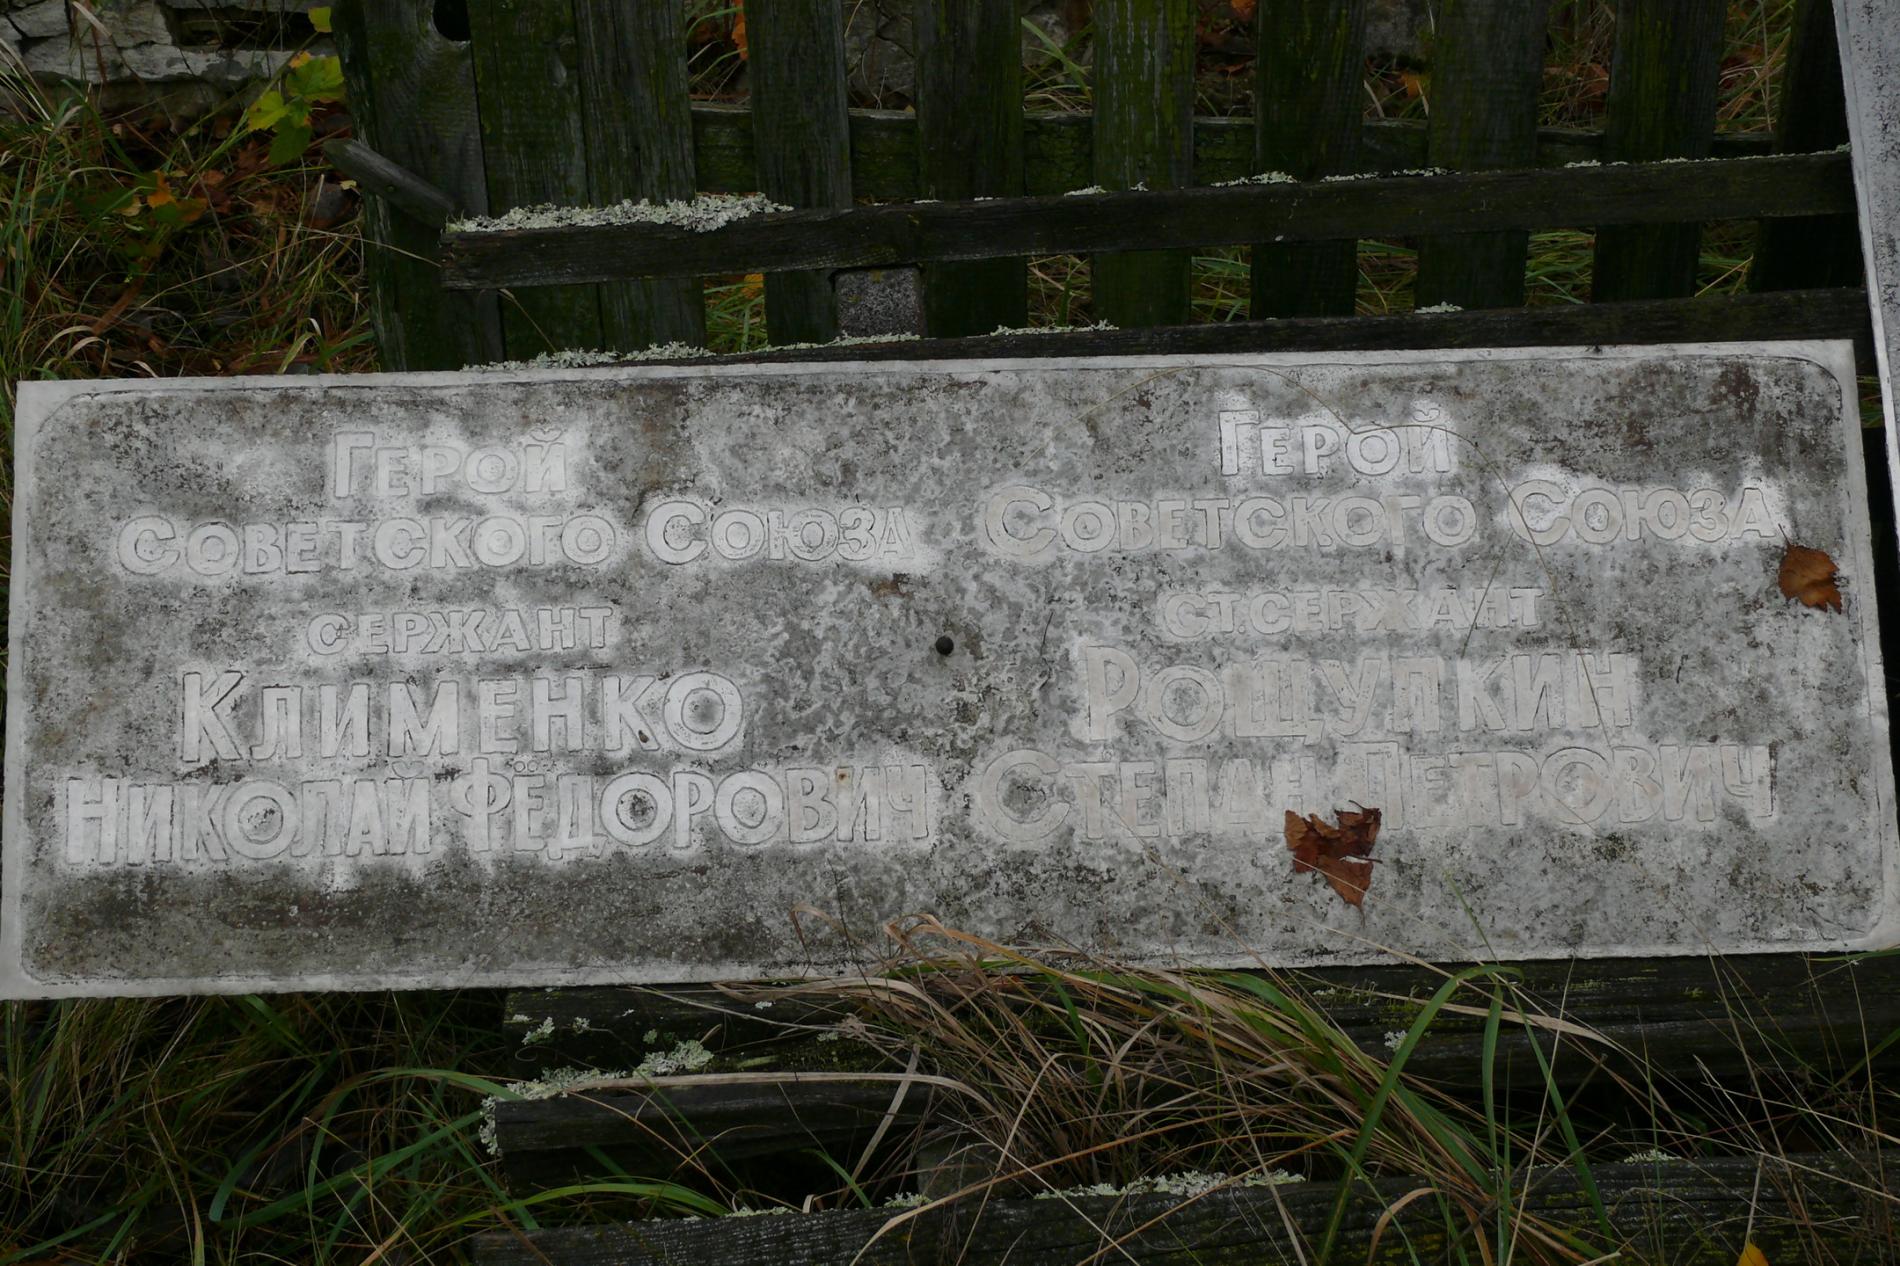 Герой
Советского Союза
сержант
Клименко
Николай Фёдорович
Герой
Советского Союза
ст. сержант
Рощупкин
Степан Петрович